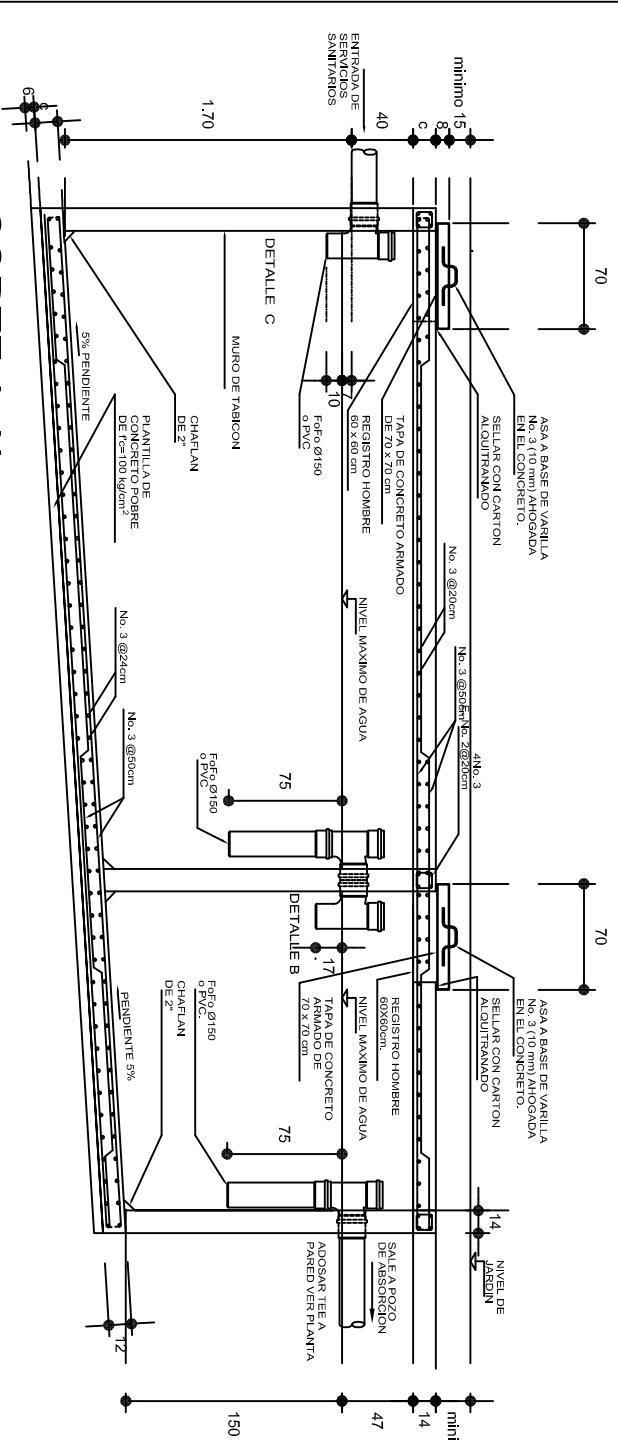 70
70
ASA A BASE DE VARILLA
No. 3 (10 mm) AHOGADA
EN EL CONCRETO.
SELLAR CON CARTON
ALQUITRANADO
ASA A BASE DE VARILLA
No. 3 (10 mm) AHOGADA
EN EL CONCRETO.
SELLAR CON CARTON
ALQUITRANADO
14
NIVEL DE
JARDIN
minimo 15
8
c
40
1.70
c
6
ENTRADA DE
SERVICIOS
SANITARIOS
TAPA DE CONCRETO ARMADO
DE 70 x 70 cm
REGISTRO HOMBRE
60 x 60 cm
7
10
FoFo Ø150
o PVC
No. 3 @20cm
No. 3 @50cm
4No. 3
E No. 2@20cm
NIVEL MAXIMO DE AGUA
DETALLE C
MURO DE TABICON
CHAFLAN
DE 2"
5% PENDIENTE
PLANTILLA DE
CONCRETO POBRE
DE f'c=100 kg/cm²
No. 3 @24cm
No. 3 @50cm
75
FoFo Ø150
o PVC
DETALLE B
17
REGISTRO HOMBRE
60X60cm.
NIVEL MAXIMO DE AGUA
TAPA DE CONCRETO
ARMADO DE
70 x 70 cm
75
FoFo Ø150
o PVC.
CHAFLAN
DE 2"
PENDIENTE 5%
SALE A POZO
DE ABSORCION
ADOSAR TEE A
PARED VER PLANTA
12
mini
14
47
150